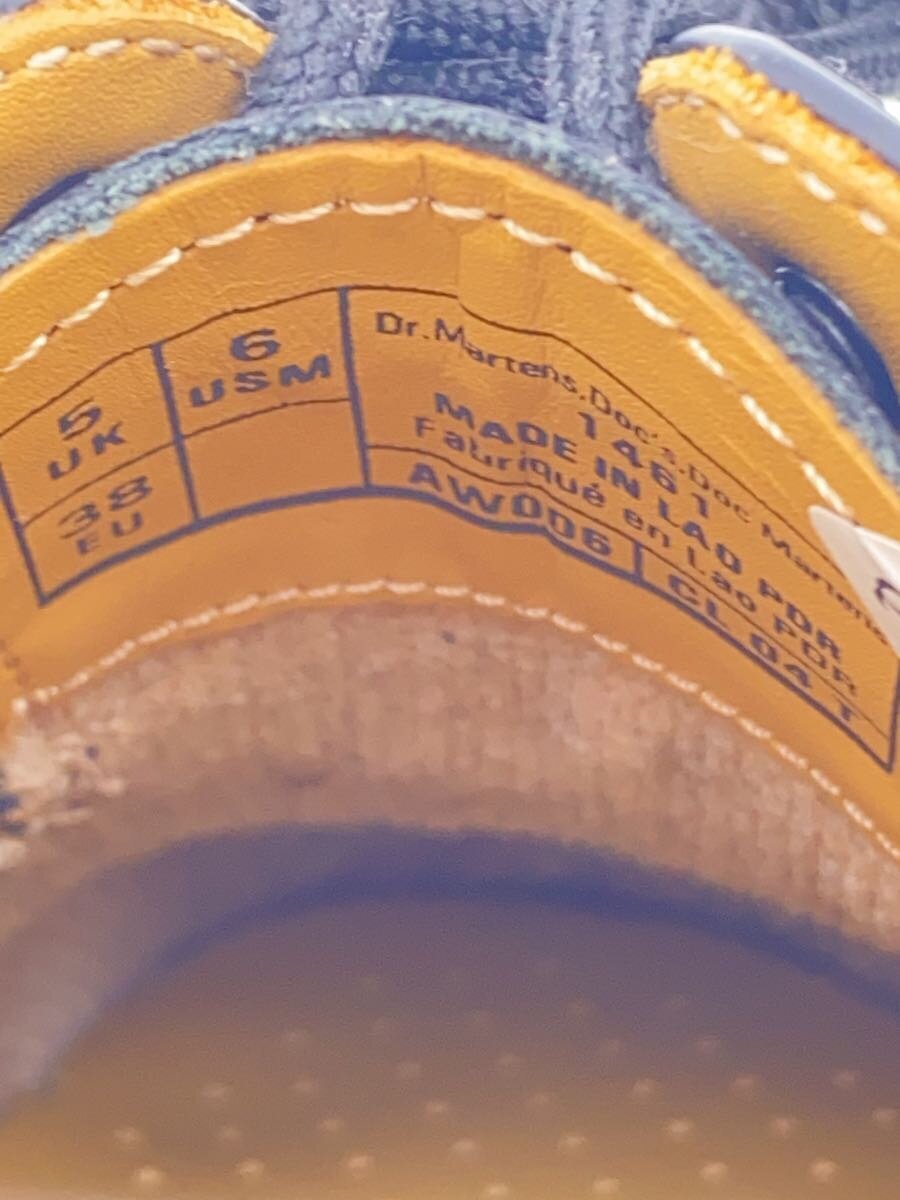 5
UK
6
USM
38
EU
Dr.Martens.Doc's.Doc Martens
1461
MADE IN LAO PDR
Fabriqué en Lao PDR
AW006
CL 04 T